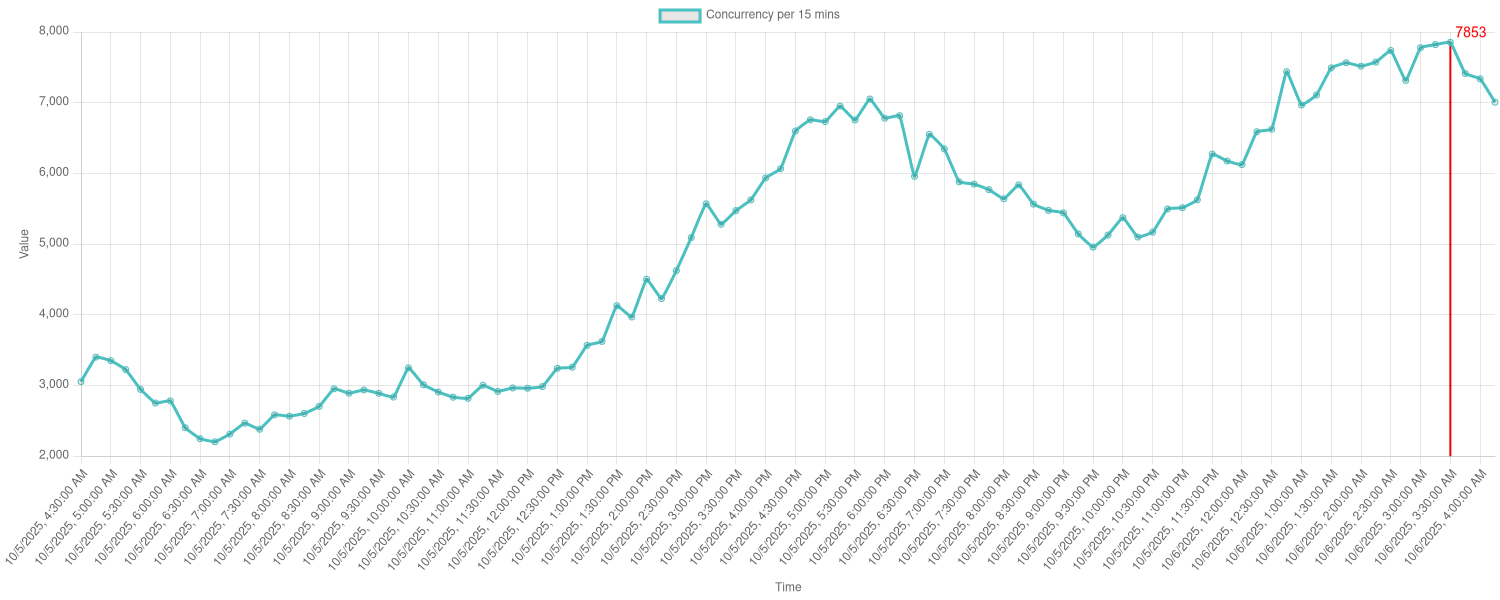 Concurrency per 15 mins
8,000
7,000
6,000
5,000
4,000
3,000
2,000
Value
7853
10/5/2025, 4:30:00 AM
10/5/2025, 5:00:00 AM
10/5/2025, 5:30:00 AM
10/5/2025, 6:00:00 AM
10/5/2025, 6:30:00 AM
10/5/2025, 7:00:00 AM
10/5/2025, 7:30:00 AM
10/5/2025, 8:00:00 AM
10/5/2025, 8:30:00 AM
10/5/2025, 9:00:00 AM
10/5/2025, 9:30:00 AM
10/5/2025, 10:00:00 AM
10/5/2025, 10:30:00 AM
10/5/2025, 11:00:00 AM
10/5/2025, 11:30:00 AM
10/5/2025, 12:00:00 PM
10/5/2025, 12:30:00 PM
10/5/2025, 1:00:00 PM
10/5/2025, 1:30:00 PM
10/5/2025, 2:00:00 PM
10/5/2025, 2:30:00 PM
10/5/2025, 3:00:00 PM
10/5/2025, 3:30:00 PM
10/5/2025, 4:00:00 PM
10/5/2025, 4:30:00 PM
10/5/2025, 5:00:00 PM
10/5/2025, 5:30:00 PM
10/5/2025, 6:00:00 PM
10/5/2025, 6:30:00 PM
10/5/2025, 7:00:00 PM
10/5/2025, 7:30:00 PM
10/5/2025, 8:00:00 PM
10/5/2025, 8:30:00 PM
10/5/2025, 9:00:00 PM
10/5/2025, 9:30:00 PM
10/5/2025, 10:00:00 PM
10/5/2025, 10:30:00 PM
10/5/2025, 11:00:00 PM
10/5/2025, 11:30:00 PM
10/6/2025, 12:00:00 AM
10/6/2025, 12:30:00 AM
10/6/2025, 1:00:00 AM
10/6/2025, 1:30:00 AM
10/6/2025, 2:00:00 AM
10/6/2025, 2:30:00 AM
10/6/2025, 3:00:00 AM
10/6/2025, 3:30:00 AM
10/6/2025, 4:00:00 AM
Time